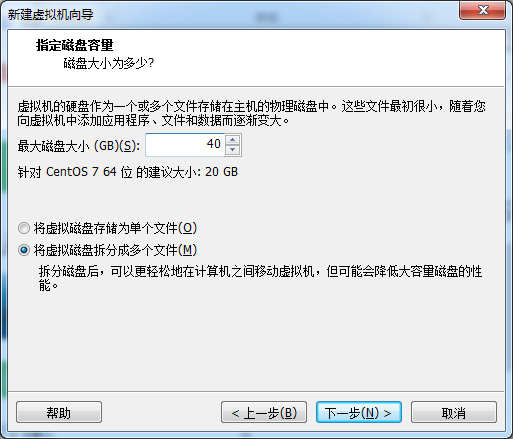 新建虚拟机向导
指定磁盘容量
磁盘大小为多少?
虚拟机的硬盘作为一个或多个文件存储在主机的物理磁盘中。这些文件最初很小，随着您
向虚拟机中添加应用程序、文件和数据而逐渐变大。
最大磁盘大小 (GB)(S): 40
针对 CentOS 7 64 位 的建议大小: 20 GB
将虚拟磁盘存储为单个文件(O)
将虚拟磁盘拆分成多个文件(M)
拆分磁盘后，可以更轻松地在计算机之间移动虚拟机，但可能会降低大容量磁盘的性
能。
帮助 < 上一步(B) 下一步(N) > 取消